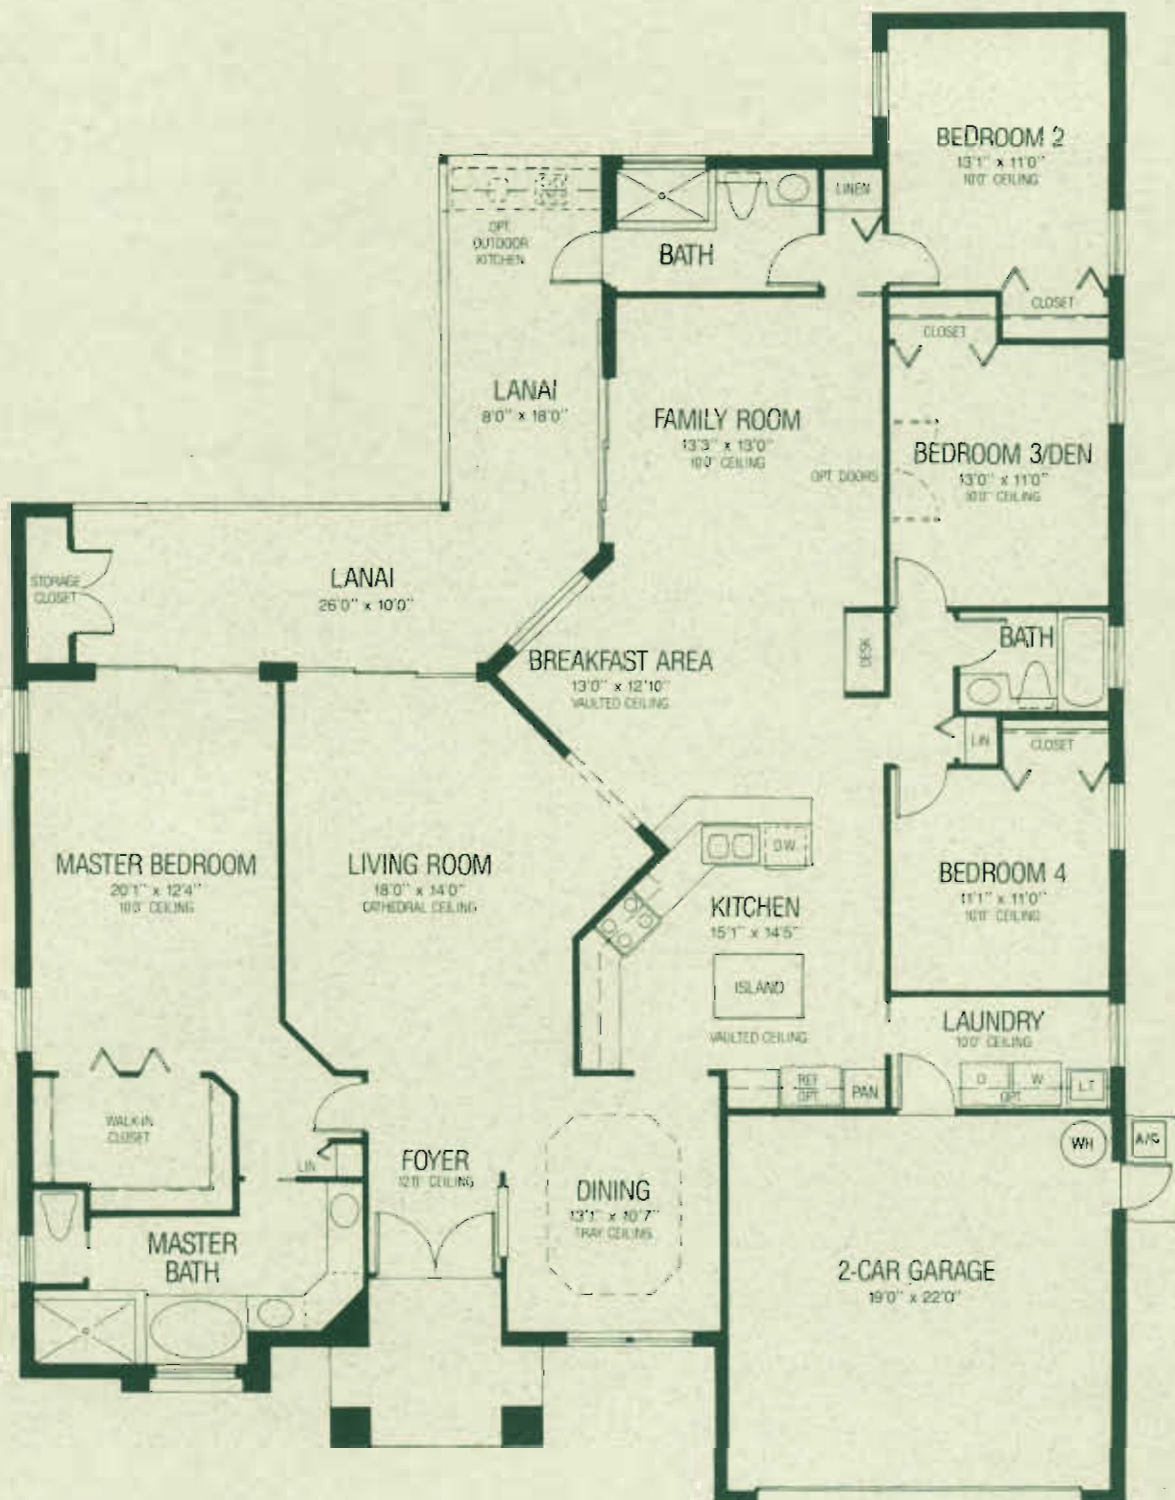 BEDROOM 2
13'1" x 11'0"
10'0" CEILING
LINEN
OPT.
OUTDOOR
KITCHEN
BATH
CLOSET
CLOSET
LANAI
8'0" x 18'0"
FAMILY ROOM
13'3" x 13'0"
10'0" CEILING
OPT DOORS
BEDROOM 3/DEN
13'0" x 11'0"
10'0" CEILING
STORAGE
CLOSET
LANAI
26'0" x 10'0"
BREAKFAST AREA
13'0" x 12'10"
VAULTED CEILING
DESK
BATH
LIN
CLOSET
MASTER BEDROOM
20'1" x 12'4"
10'0" CEILING
LIVING ROOM
18'0" x 14'0"
CATHEDRAL CEILING
DW
KITCHEN
15'1" x 14'5"
ISLAND
VAULTED CEILING
BEDROOM 4
11'1" x 11'0"
10'0" CEILING
LAUNDRY
10'0" CEILING
REF
OPT
PAN
D
W
OPT
LT
WALK-IN
CLOSET
LIN
FOYER
12'0" CEILING
DINING
13'1" x 10'7"
TRAY CEILING
WH
A/C
MASTER
BATH
2-CAR GARAGE
19'0" x 22'0"